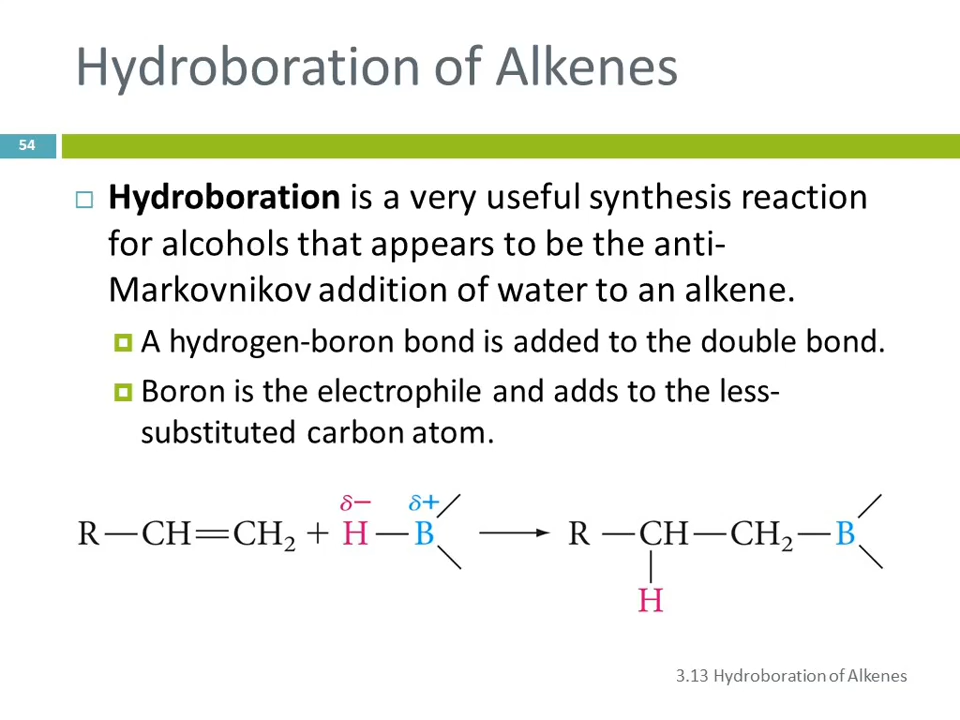 Hydroboration of Alkenes
54
Hydroboration is a very useful synthesis reaction
for alcohols that appears to be the anti-
Markovnikov addition of water to an alkene.
A hydrogen-boron bond is added to the double bond.
Boron is the electrophile and adds to the less-
substituted carbon atom.
δ− δ+
R—CH=CH₂ + H—B ⟶ R—CH—CH₂—B
H
3.13 Hydroboration of Alkenes